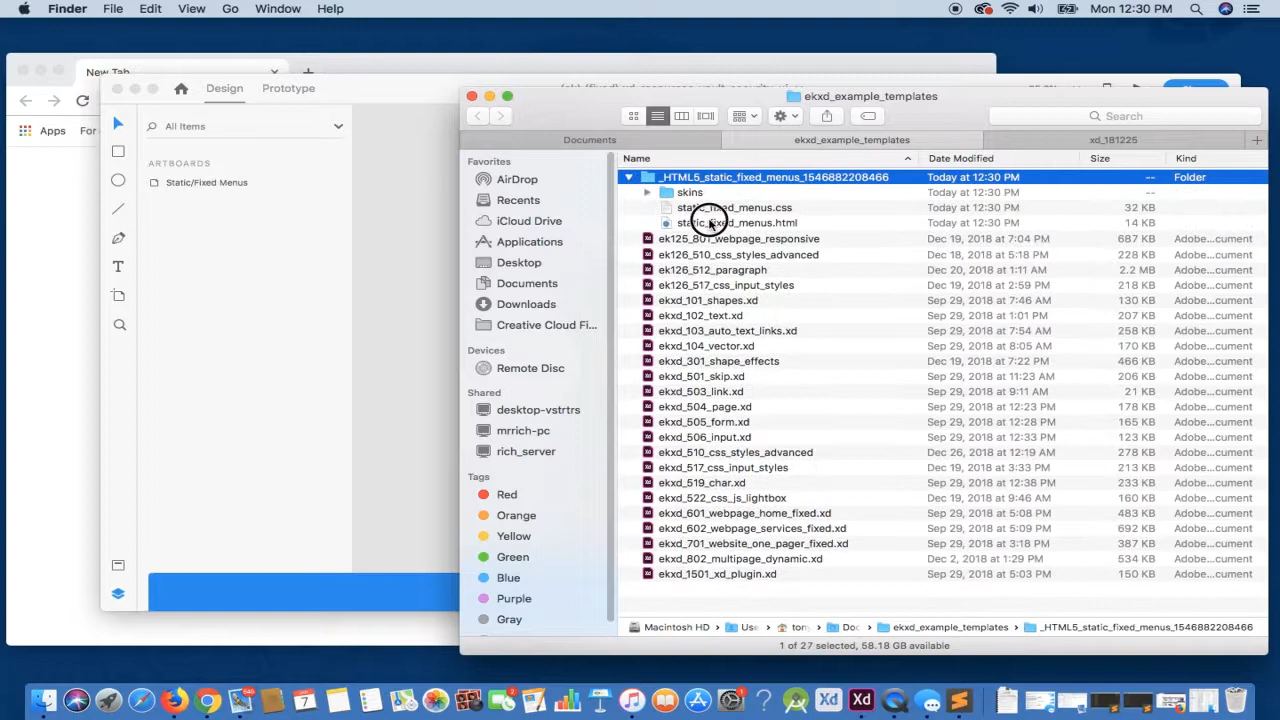 Finder File Edit View Go Window Help Mon 12:30 PM
New Tab
Design Prototype
ekxd_example_templates
Apps
All Items
Search
Documents ekxd_example_templates xd_181225
ARTBOARDS
Static/Fixed Menus
Favorites
AirDrop
Recents
iCloud Drive
Applications
Desktop
Documents
Downloads
Creative Cloud Fi...
Devices
Remote Disc
Shared
desktop-vstrtrs
mrrich-pc
rich_server
Tags
Red
Orange
Yellow
Green
Blue
Purple
Gray
Name Date Modified Size Kind
_HTML5_static_fixed_menus_1546882208466 Today at 12:30 PM -- Folder
skins Today at 12:30 PM --
static_fixed_menus.css Today at 12:30 PM 32 KB
static_fixed_menus.html Today at 12:30 PM 14 KB
ek125_801_webpage_responsive Dec 19, 2018 at 7:04 PM 687 KB Adobe...cument
ek126_510_css_styles_advanced Dec 18, 2018 at 5:18 PM 228 KB Adobe...cument
ek126_512_paragraph Dec 20, 2018 at 1:11 AM 2.2 MB Adobe...cument
ek126_517_css_input_styles Dec 19, 2018 at 2:59 PM 218 KB Adobe...cument
ekxd_101_shapes.xd Sep 29, 2018 at 7:46 AM 130 KB Adobe...cument
ekxd_102_text.xd Sep 29, 2018 at 1:01 PM 207 KB Adobe...cument
ekxd_103_auto_text_links.xd Sep 29, 2018 at 7:54 AM 258 KB Adobe...cument
ekxd_104_vector.xd Sep 29, 2018 at 8:05 AM 170 KB Adobe...cument
ekxd_301_shape_effects Dec 19, 2018 at 7:22 PM 466 KB Adobe...cument
ekxd_501_skip.xd Sep 29, 2018 at 11:23 AM 206 KB Adobe...cument
ekxd_503_link.xd Sep 29, 2018 at 9:11 AM 21 KB Adobe...cument
ekxd_504_page.xd Sep 29, 2018 at 12:23 PM 178 KB Adobe...cument
ekxd_505_form.xd Sep 29, 2018 at 12:28 PM 165 KB Adobe...cument
ekxd_506_input.xd Sep 29, 2018 at 12:33 PM 123 KB Adobe...cument
ekxd_510_css_styles_advanced Dec 26, 2018 at 12:19 AM 278 KB Adobe...cument
ekxd_517_css_input_styles Dec 19, 2018 at 3:33 PM 213 KB Adobe...cument
ekxd_519_char.xd Sep 29, 2018 at 12:38 PM 264 KB Adobe...cument
ekxd_522_css_js_lightbox Dec 19, 2018 at 9:46 AM 160 KB Adobe...cument
ekxd_601_webpage_home_fixed.xd Sep 29, 2018 at 5:08 PM 483 KB Adobe...cument
ekxd_602_webpage_services_fixed.xd Sep 29, 2018 at 5:09 PM 692 KB Adobe...cument
ekxd_701_website_one_pager_fixed.xd Sep 29, 2018 at 3:18 PM 387 KB Adobe...cument
ekxd_802_multipage_dynamic.xd Dec 2, 2018 at 1:29 PM 534 KB Adobe...cument
ekxd_1501_xd_plugin.xd Sep 29, 2018 at 5:03 PM 150 KB Adobe...cument
Macintosh HD Use tom Doc ekxd_example_templates _HTML5_static_fixed_menus_1546882208466
1 of 27 selected, 58.18 GB available